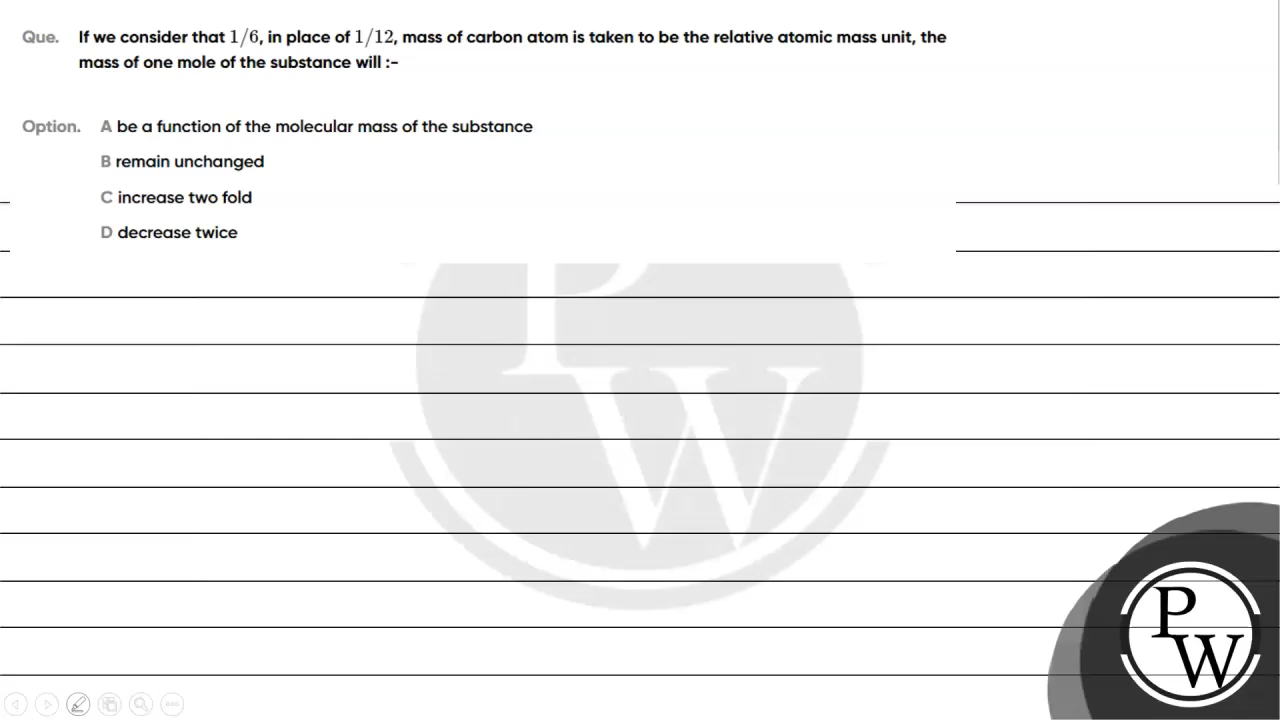 Que. If we consider that 1/6, in place of 1/12, mass of carbon atom is taken to be the relative atomic mass unit, the
mass of one mole of the substance will :-
Option. A be a function of the molecular mass of the substance
B remain unchanged
C increase two fold
D decrease twice
P
W
P
W